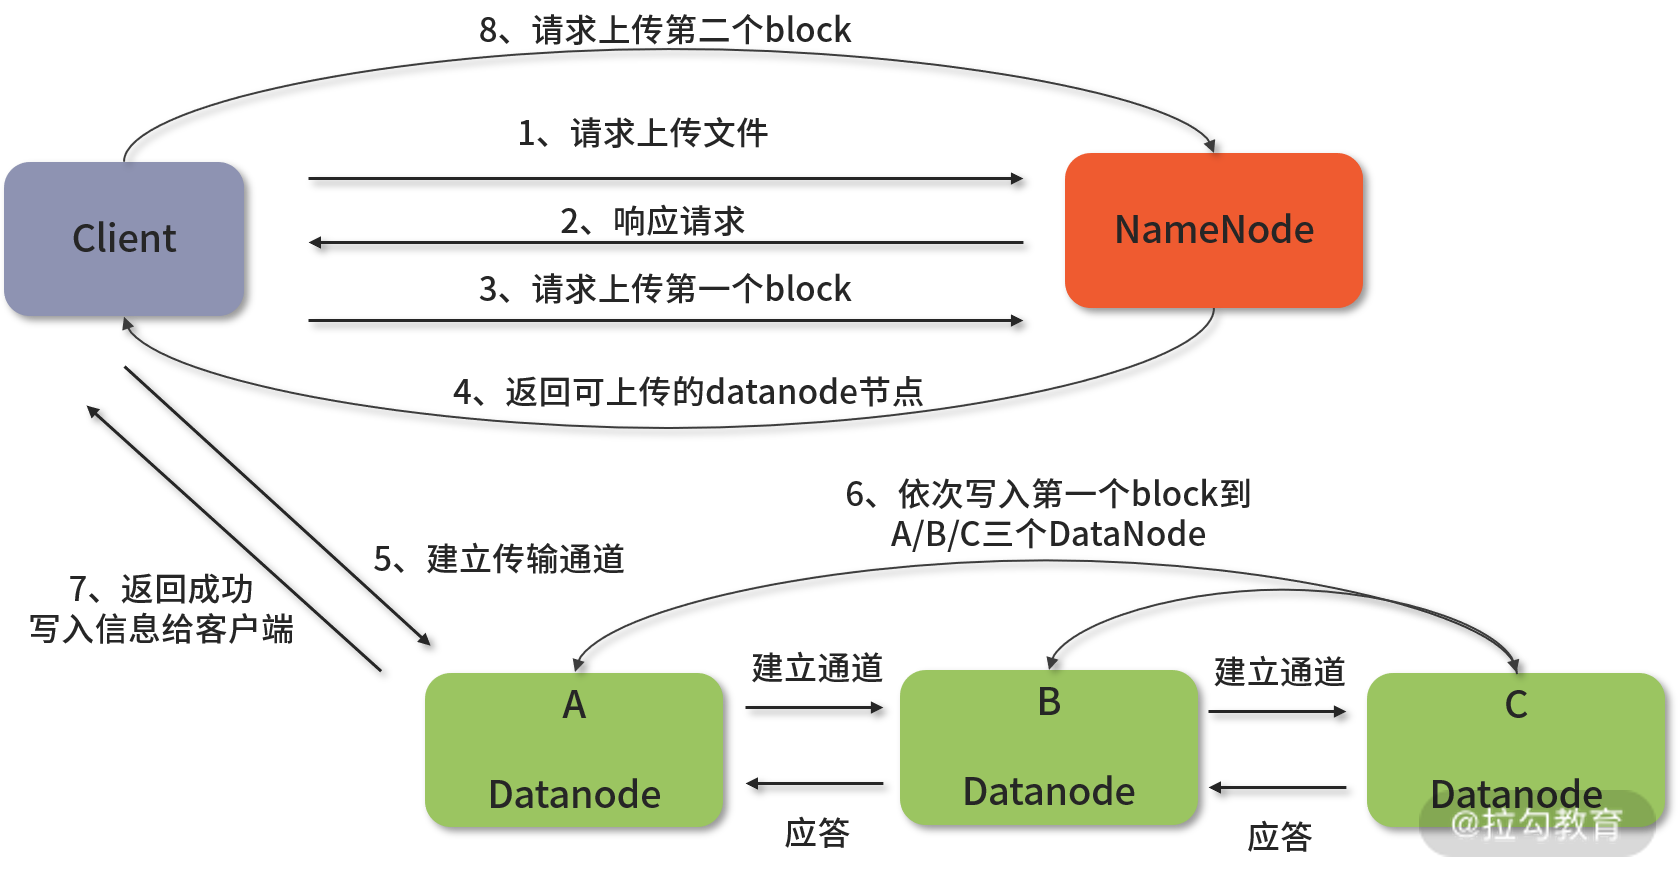 8、请求上传第二个block
1、请求上传文件
Client
NameNode
2、响应请求
3、请求上传第一个block
4、返回可上传的datanode节点
6、依次写入第一个block到
A/B/C三个DataNode
5、建立传输通道
7、返回成功
写入信息给客户端
建立通道
建立通道
A
B
C
Datanode
Datanode
Datanode
应答
应答
@拉勾教育